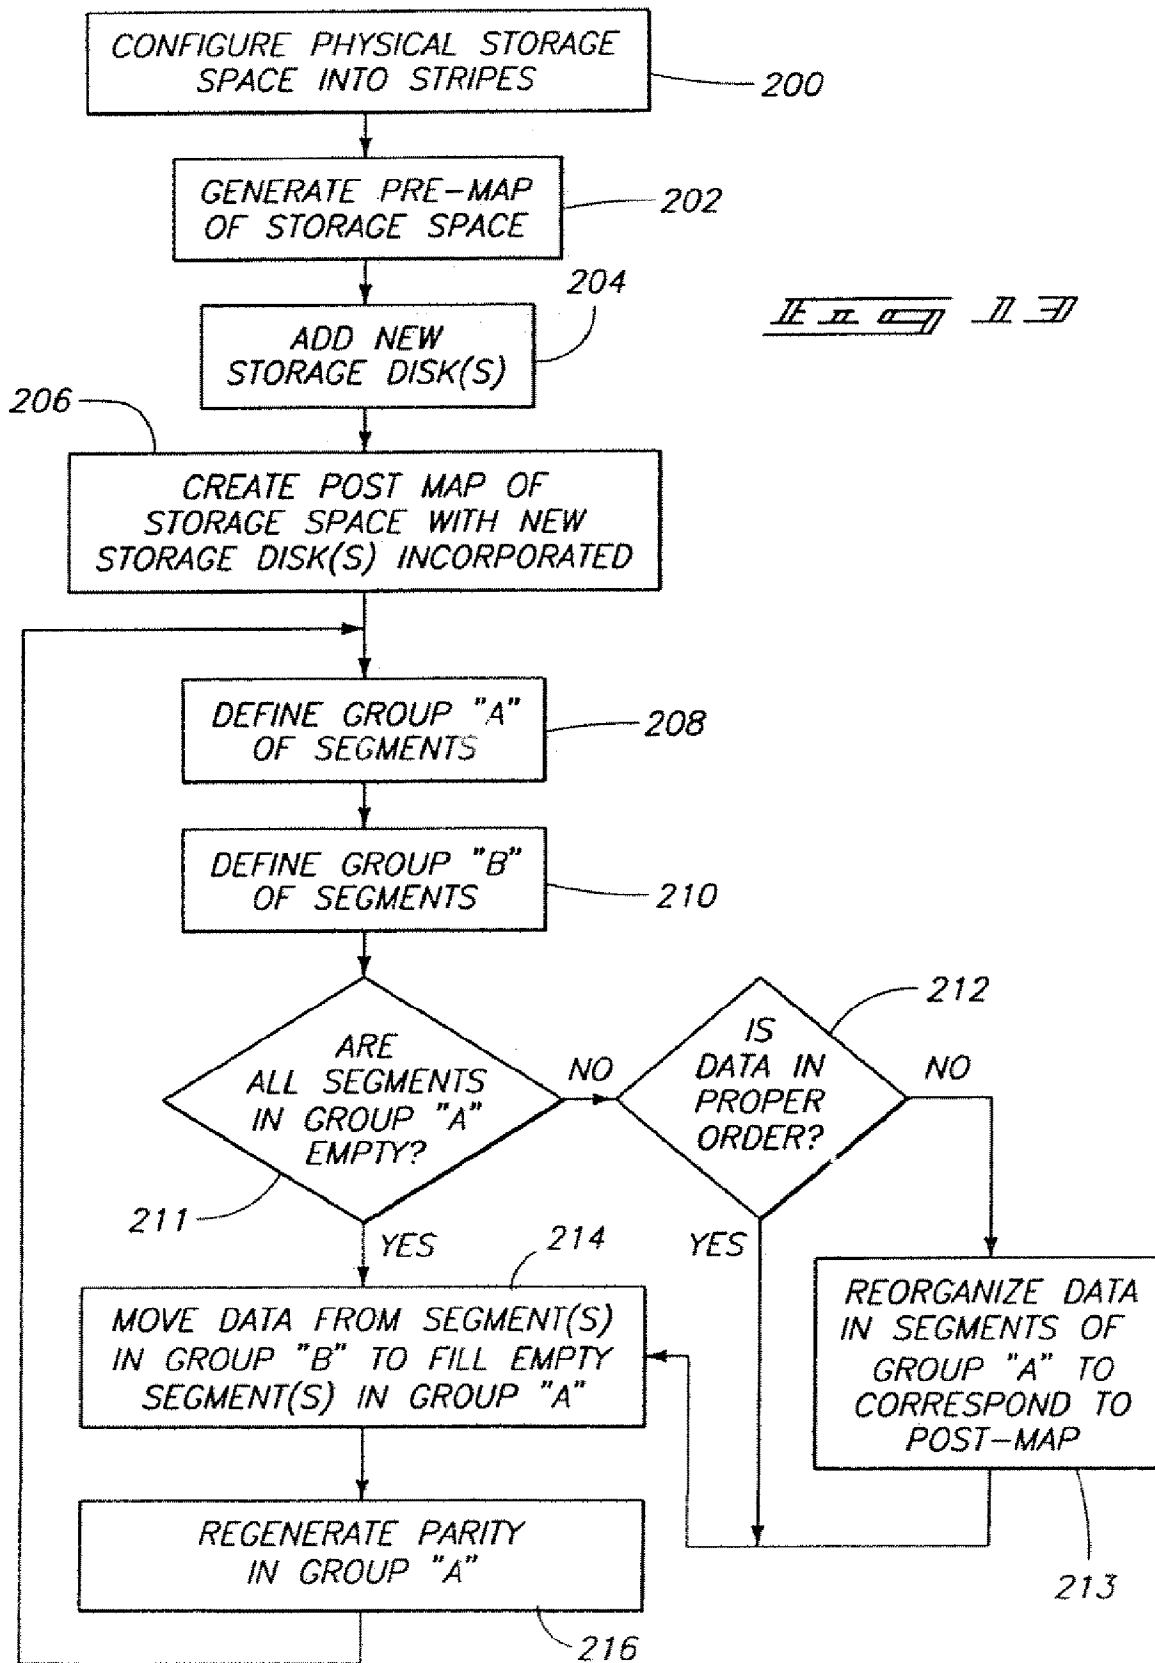 CONFIGURE PHYSICAL STORAGE
SPACE INTO STRIPES
200
GENERATE PRE-MAP
OF STORAGE SPACE
202
204
ADD NEW
STORAGE DISK(S)
Fig 13
206
CREATE POST MAP OF
STORAGE SPACE WITH NEW
STORAGE DISK(S) INCORPORATED
DEFINE GROUP "A"
OF SEGMENTS
208
DEFINE GROUP "B"
OF SEGMENTS
210
ARE
ALL SEGMENTS
IN GROUP "A"
EMPTY?
211
NO
212
IS
DATA IN
PROPER
ORDER?
NO
YES
YES
214
MOVE DATA FROM SEGMENT(S)
IN GROUP "B" TO FILL EMPTY
SEGMENT(S) IN GROUP "A"
REORGANIZE DATA
IN SEGMENTS OF
GROUP "A" TO
CORRESPOND TO
POST-MAP
213
REGENERATE PARITY
IN GROUP "A"
216